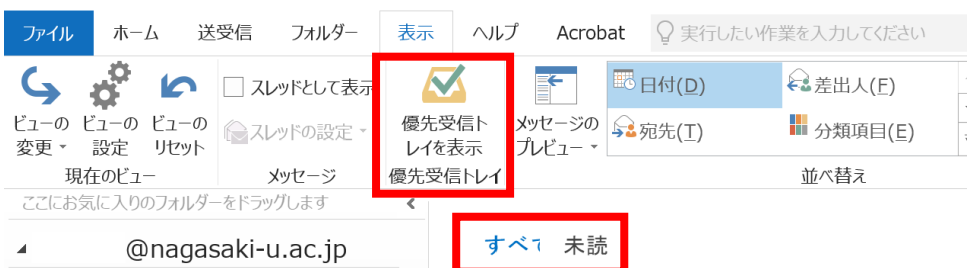 ファイル ホーム 送受信 フォルダー 表示 ヘルプ Acrobat 実行したい作業を入力してください
ビューの変更 ビューの設定 ビューのリセット
スレッドとして表示
スレッドの設定
優先受信トレイを表示
メッセージのプレビュー
日付(D) 差出人(F)
宛先(T) 分類項目(E)
現在のビュー メッセージ 優先受信トレイ 並べ替え
ここにお気に入りのフォルダーをドラッグします
@nagasaki-u.ac.jp
すべて 未読